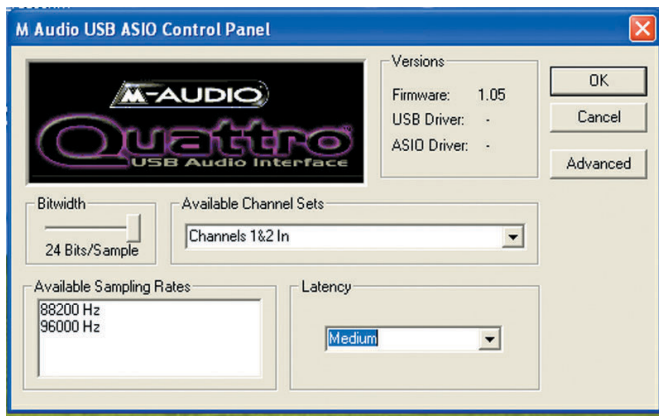 M Audio USB ASIO Control Panel
M-AUDIO
Quattro
USB Audio Interface
Versions
Firmware: 1.05
USB Driver: -
ASIO Driver: -
OK
Cancel
Advanced
Bitwidth
24 Bits/Sample
Available Channel Sets
Channels 1&2 In
Available Sampling Rates
88200 Hz
96000 Hz
Latency
Medium